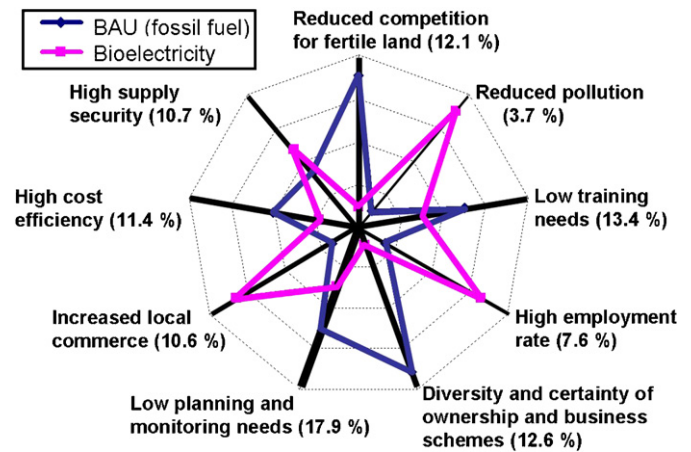 BAU (fossil fuel)
Bioelectricity
Reduced competition
for fertile land (12.1 %)
Reduced pollution
(3.7 %)
Low training
needs (13.4 %)
High employment
rate (7.6 %)
Diversity and certainty of
ownership and business
schemes (12.6 %)
Low planning and
monitoring needs (17.9 %)
Increased local
commerce (10.6 %)
High cost
efficiency (11.4 %)
High supply
security (10.7 %)